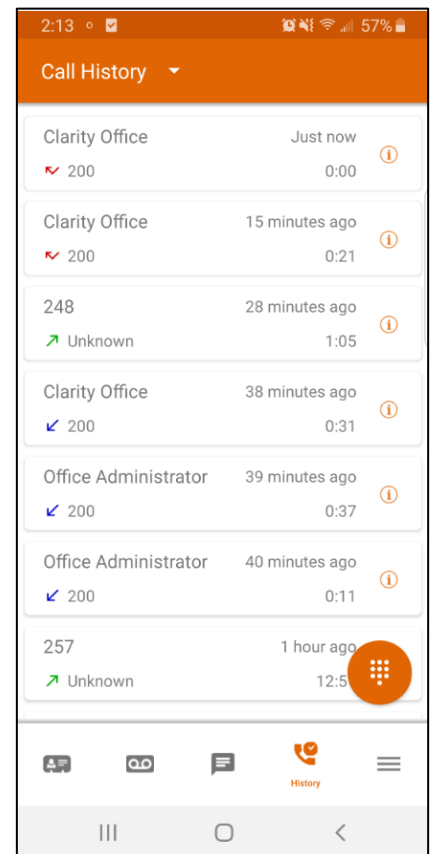 2:13 57%
Call History
Clarity Office Just now
200 0:00
Clarity Office 15 minutes ago
200 0:21
248 28 minutes ago
Unknown 1:05
Clarity Office 38 minutes ago
200 0:31
Office Administrator 39 minutes ago
200 0:37
Office Administrator 40 minutes ago
200 0:11
257 1 hour ago
Unknown
History